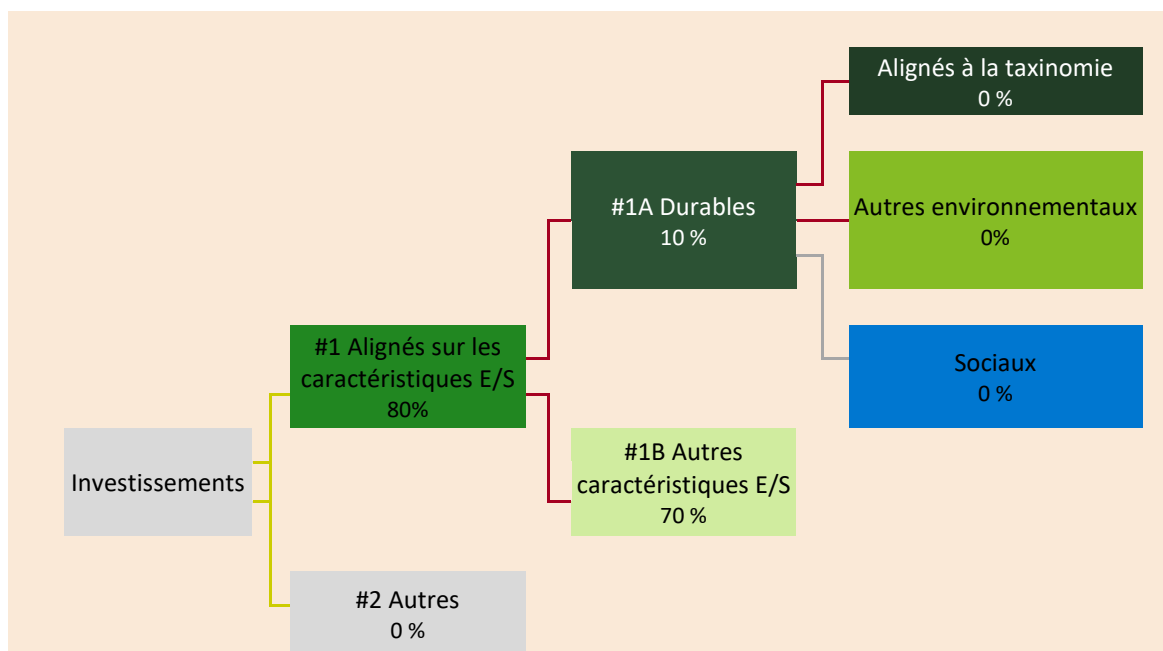 Alignés à la taxinomie
0 %
#1A Durables
10 %
Autres environnementaux
0%
#1 Alignés sur les
caractéristiques E/S
80%
Sociaux
0 %
Investissements
#1B Autres
caractéristiques E/S
70 %
#2 Autres
0 %